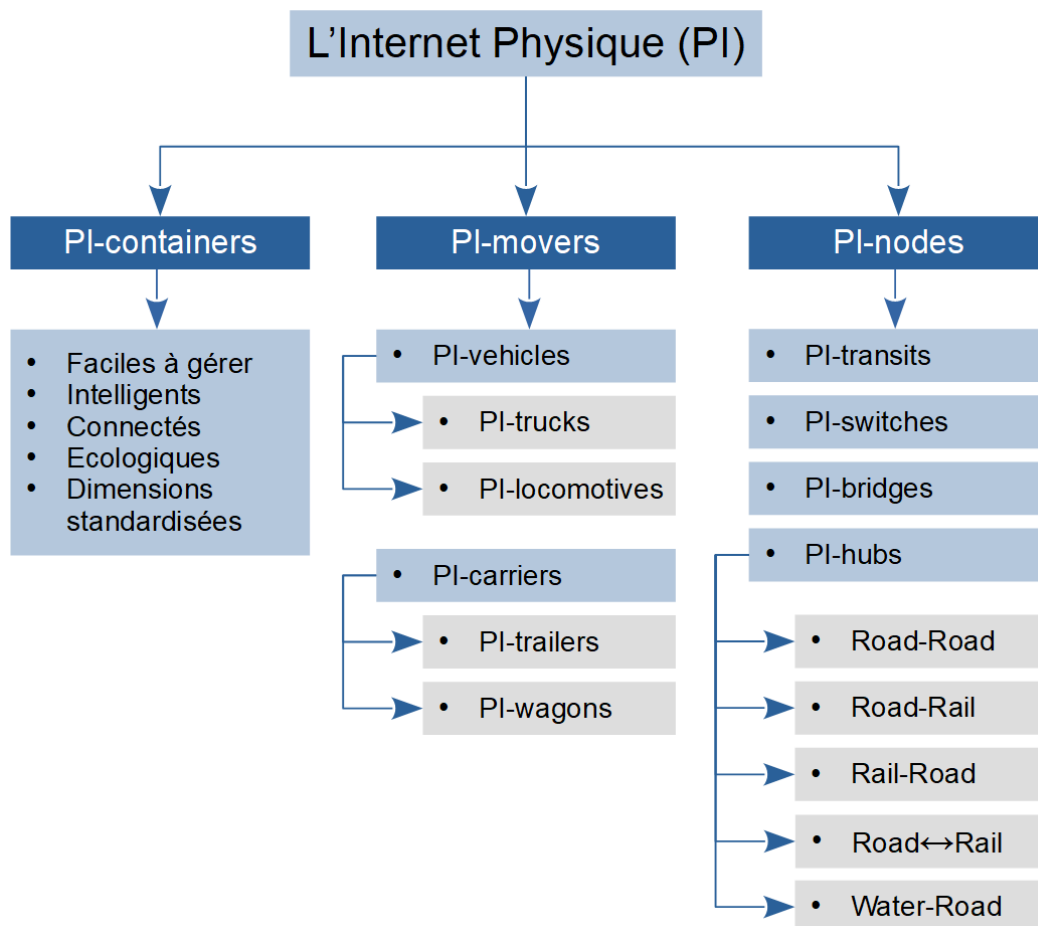 L’Internet Physique (PI)
PI-containers
• Faciles à gérer
• Intelligents
• Connectés
• Ecologiques
• Dimensions
standardisées
PI-movers
• PI-vehicles
• PI-trucks
• PI-locomotives
• PI-carriers
• PI-trailers
• PI-wagons
PI-nodes
• PI-transits
• PI-switches
• PI-bridges
• PI-hubs
• Road-Road
• Road-Rail
• Rail-Road
• Road↔Rail
• Water-Road